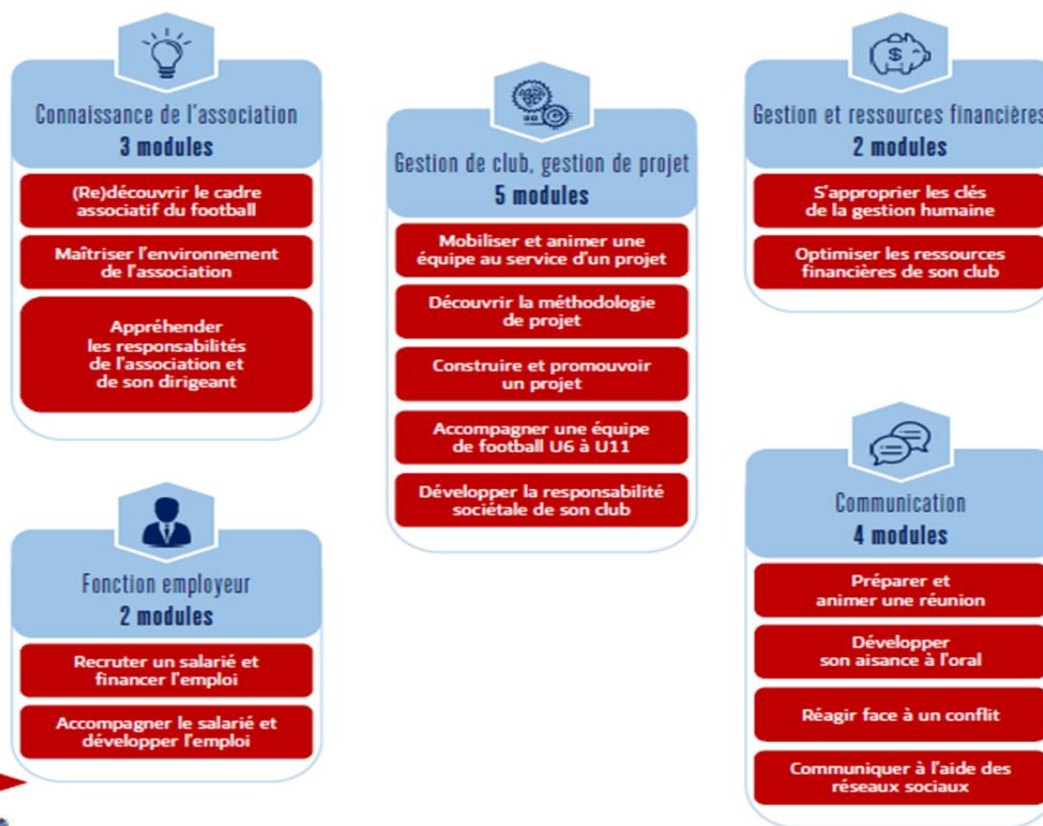 Connaissance de l'association
3 modules
(Re)découvrir le cadre
associatif du football
Maîtriser l'environnement
de l'association
Appréhender
les responsabilités
de l'association et
de son dirigeant
Fonction employeur
2 modules
Recruter un salarié et
financer l'emploi
Accompagner le salarié et
développer l'emploi
Gestion de club, gestion de projet
5 modules
Mobiliser et animer une
équipe au service d'un projet
Découvrir la méthodologie
de projet
Construire et promouvoir
un projet
Accompagner une équipe
de football U6 à U11
Développer la responsabilité
sociétale de son club
$
Gestion et ressources financières
2 modules
S'approprier les clés
de la gestion humaine
Optimiser les ressources
financières de son club
Communication
4 modules
Préparer et
animer une réunion
Développer
son aisance à l'oral
Réagir face à un conflit
Communiquer à l'aide des
réseaux sociaux